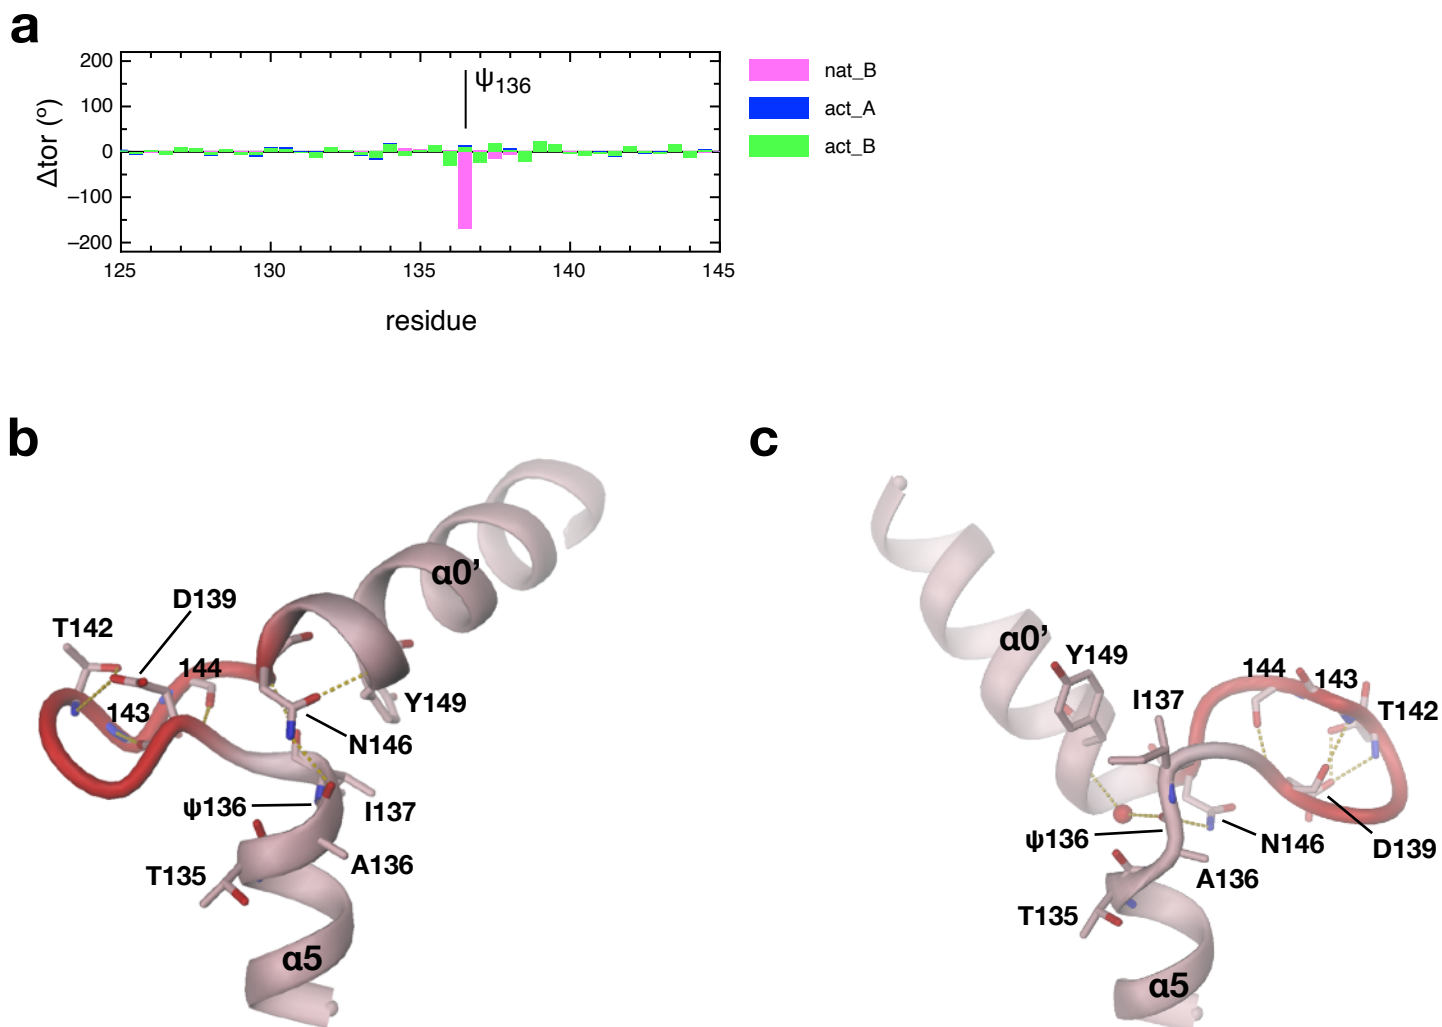 a
200
100
0
−100
−200
Δtor (°)
ψ136
125
130
135
140
145
residue
nat_B
act_A
act_B
b
α0’
D139
T142
144
143
Y149
N146
ψ136
I137
T135
A136
α5
c
α0’
Y149
I137
144
143
T142
ψ136
N146
D139
A136
T135
α5